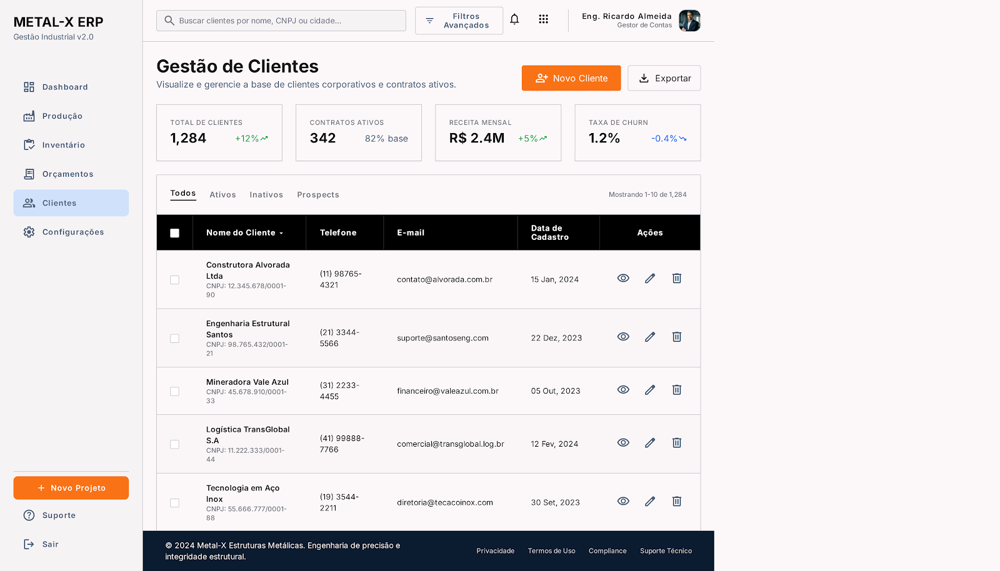 METAL-X ERP
Gestão Industrial v2.0
Dashboard
Produção
Inventário
Orçamentos
Clientes
Configurações
+ Novo Projeto
Suporte
Sair
Buscar clientes por nome, CNPJ ou cidade...
Filtros
Avançados
Eng. Ricardo Almeida
Gestor de Contas
Gestão de Clientes
Visualize e gerencie a base de clientes corporativos e contratos ativos.
Novo Cliente
Exportar
TOTAL DE CLIENTES
1,284 +12%
CONTRATOS ATIVOS
342 82% base
RECEITA MENSAL
R$ 2.4M +5%
TAXA DE CHURN
1.2% -0.4%
Todos Ativos Inativos Prospects
Mostrando 1-10 de 1,284
Nome do Cliente
Telefone
E-mail
Data de
Cadastro
Ações
Construtora Alvorada
Ltda
CNPJ: 12.345.678/0001-
90
(11) 98765-
4321
contato@alvorada.com.br
15 Jan, 2024
Engenharia Estrutural
Santos
CNPJ: 98.765.432/0001-
21
(21) 3344-
5566
suporte@santoseng.com
22 Dez, 2023
Mineradora Vale Azul
CNPJ: 45.678.910/0001-
33
(31) 2233-
4455
financeiro@valeazul.com.br
05 Out, 2023
Logística TransGlobal
S.A
CNPJ: 11.222.333/0001-
44
(41) 99888-
7766
comercial@transglobal.log.br
12 Fev, 2024
Tecnologia em Aço
Inox
CNPJ: 55.666.777/0001-
88
(19) 3544-
2211
diretoria@tecacoinox.com
30 Set, 2023
© 2024 Metal-X Estruturas Metálicas. Engenharia de precisão e
integridade estrutural.
Privacidade Termos de Uso Compliance Suporte Técnico